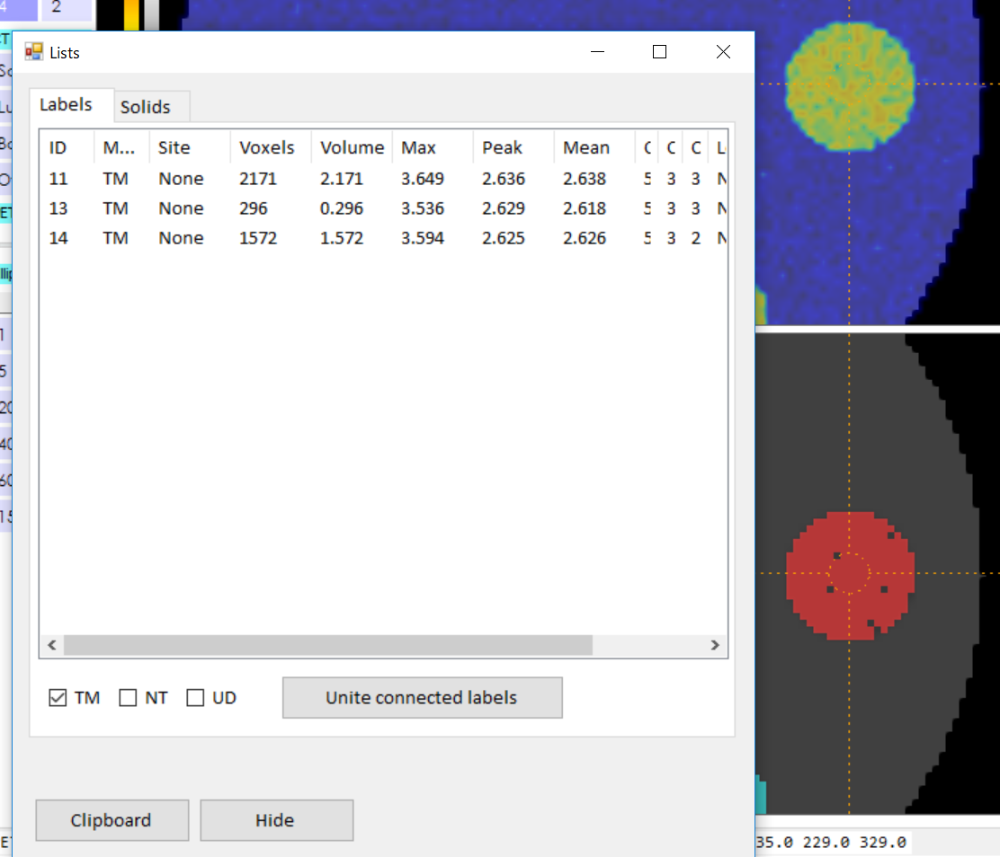 4 2
Lists
Labels Solids
ID M... Site Voxels Volume Max Peak Mean C C C
11 TM None 2171 2.171 3.649 2.636 2.638 5 3 3
13 TM None 296 0.296 3.536 2.629 2.618 5 3 3
14 TM None 1572 1.572 3.594 2.625 2.626 5 3 2
TM NT UD Unite connected labels
Clipboard Hide
35.0 229.0 329.0